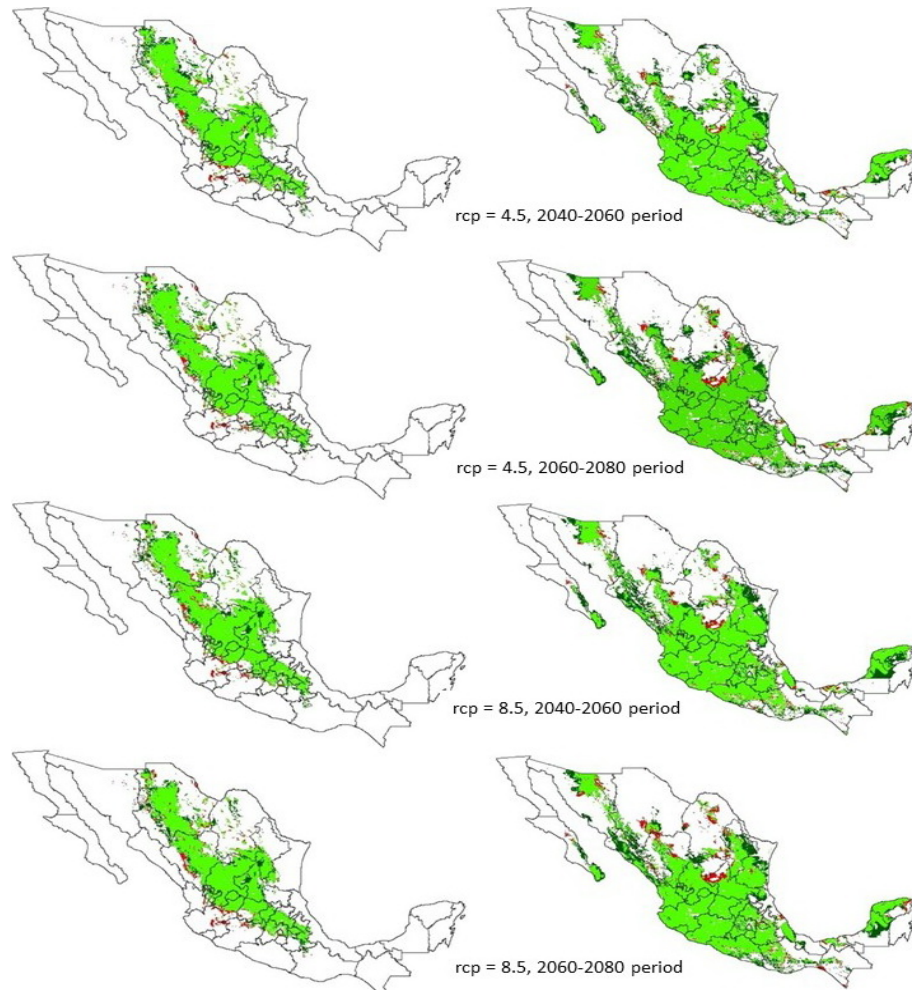 rcp = 4.5, 2040-2060 period
rcp = 4.5, 2060-2080 period
rcp = 8.5, 2040-2060 period
rcp = 8.5, 2060-2080 period